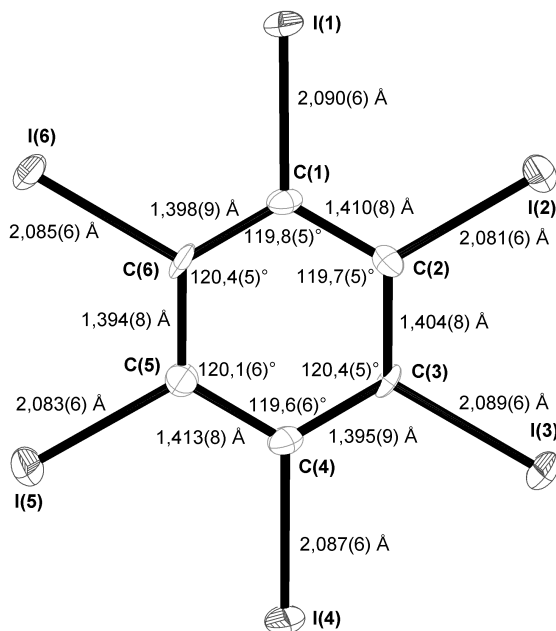 I(1)
2,090(6) Å
I(6)
C(1)
1,398(9) Å
1,410(8) Å
I(2)
2,085(6) Å
119,8(5)°
2,081(6) Å
C(6)
120,4(5)°
119,7(5)°
C(2)
1,394(8) Å
1,404(8) Å
C(5)
120,1(6)°
120,4(5)°
C(3)
2,083(6) Å
119,6(6)°
2,089(6) Å
1,413(8) Å
1,395(9) Å
I(3)
C(4)
I(5)
2,087(6) Å
I(4)